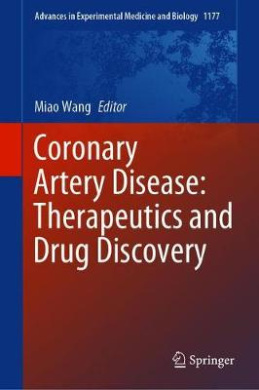 Advances in Experimental Medicine and Biology 1177
Miao Wang Editor
Coronary
Artery Disease:
Therapeutics and
Drug Discovery
Springer